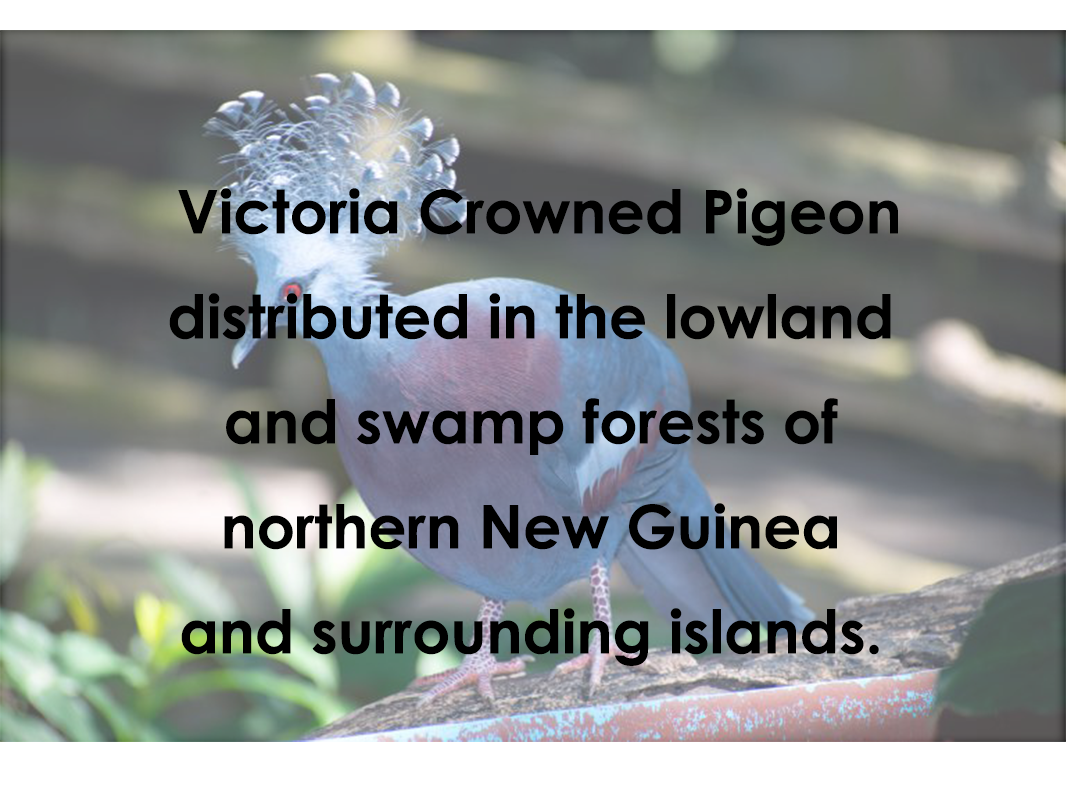 Victoria Crowned Pigeon
distributed in the lowland
and swamp forests of
northern New Guinea
and surrounding islands.